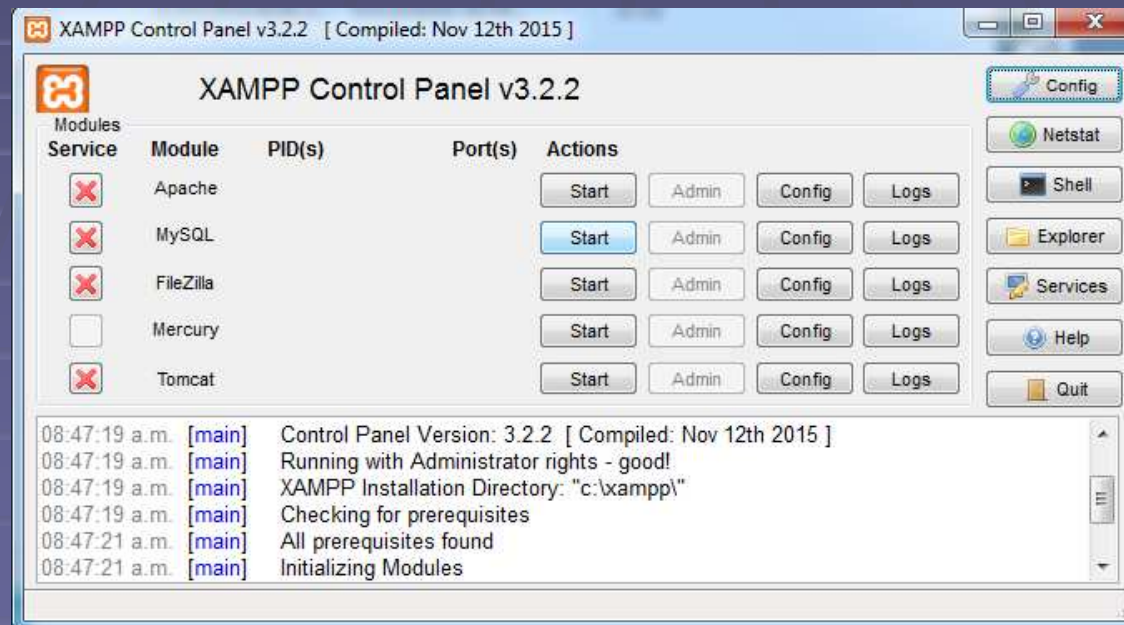 XAMPP Control Panel v3.2.2 [ Compiled: Nov 12th 2015 ]
XAMPP Control Panel v3.2.2
Config
Modules
Service Module PID(s) Port(s) Actions
Netstat
Apache Start Admin Config Logs
Shell
MySQL Start Admin Config Logs
Explorer
FileZilla Start Admin Config Logs
Services
Mercury Start Admin Config Logs
Help
Tomcat Start Admin Config Logs
Quit
08:47:19 a.m. [main] Control Panel Version: 3.2.2 [ Compiled: Nov 12th 2015 ]
08:47:19 a.m. [main] Running with Administrator rights - good!
08:47:19 a.m. [main] XAMPP Installation Directory: "c:\xampp\"
08:47:19 a.m. [main] Checking for prerequisites
08:47:21 a.m. [main] All prerequisites found
08:47:21 a.m. [main] Initializing Modules